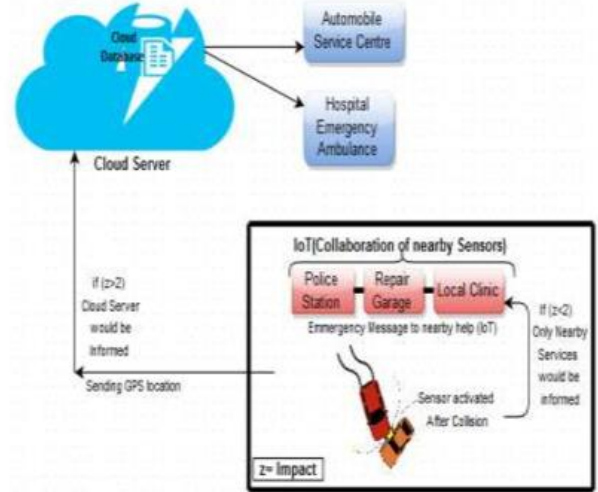 Cloud
Database
Automobile
Service Centre
Hospital
Emergency
Ambulance
Cloud Server
IoT(Collaboration of nearby Sensors)
Police
Station
Repair
Garage
Local Clinic
Emmergency Message to nearby help (IoT)
if (z>2)
Cloud Server
would be
Informed
Sending GPS location
If (z<2)
Only Nearby
Services
would be
informed
Sensor activated
After Collision
z= Impact